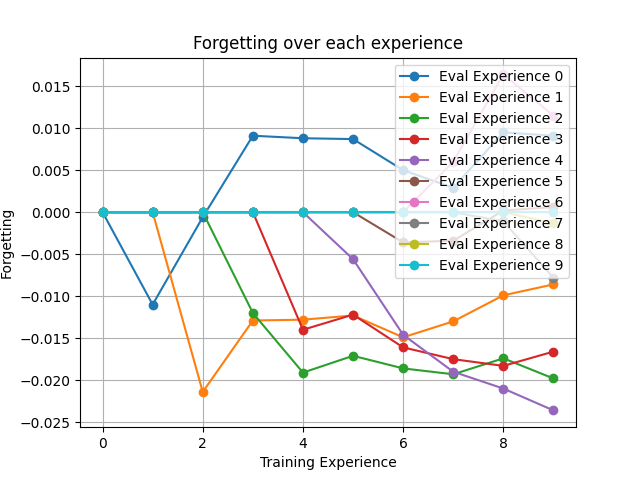 Forgetting over each experience
Forgetting
0.015
0.010
0.005
0.000
−0.005
−0.010
−0.015
−0.020
−0.025
Eval Experience 0
Eval Experience 1
Eval Experience 2
Eval Experience 3
Eval Experience 4
Eval Experience 5
Eval Experience 6
Eval Experience 7
Eval Experience 8
Eval Experience 9
0 2 4 6 8
Training Experience